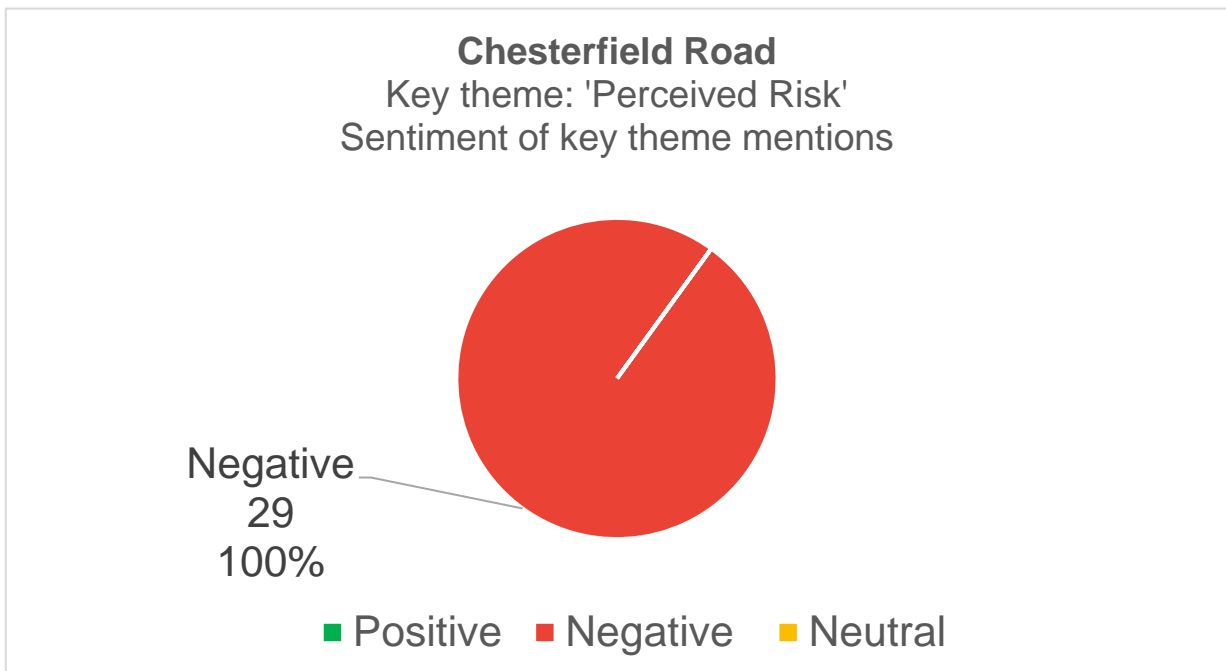 Chesterfield Road
Key theme: 'Perceived Risk'
Sentiment of key theme mentions
Negative
29
100%
Positive Negative Neutral